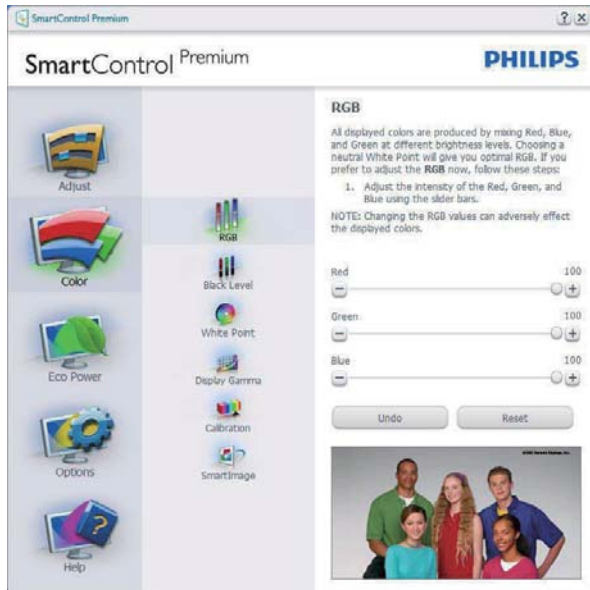 SmartControl Premium
? x
SmartControl Premium
PHILIPS
Adjust
Color
Eco Power
Options
?
Help
RGB
Black Level
White Point
Display Gamma
Calibration
SmartImage
RGB
All displayed colors are produced by mixing Red, Blue,
and Green at different brightness levels. Choosing a
neutral White Point will give you optimal RGB. If you
prefer to adjust the RGB now, follow these steps:
1. Adjust the intensity of the Red, Green, and
Blue using the slider bars.
NOTE: Changing the RGB values can adversely effect
the displayed colors.
Red 100
− +
Green 100
− +
Blue 100
− +
Undo Reset